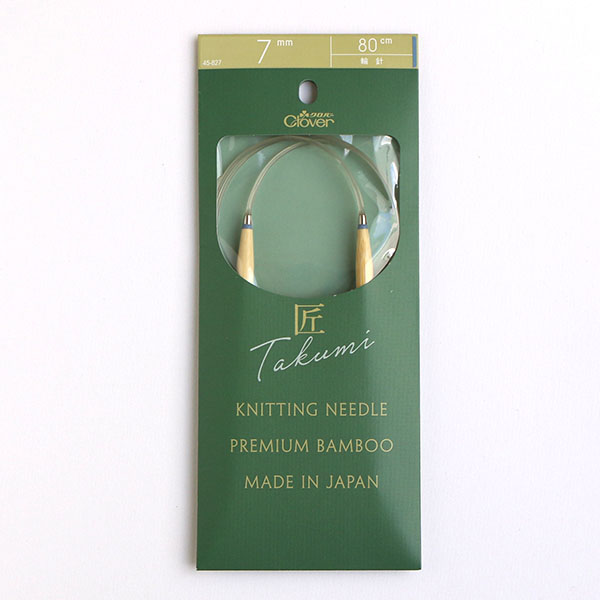 7 mm
80 cm
45-827
輪針
クロバー
Clover
匠
Takumi
KNITTING NEEDLE
PREMIUM BAMBOO
MADE IN JAPAN